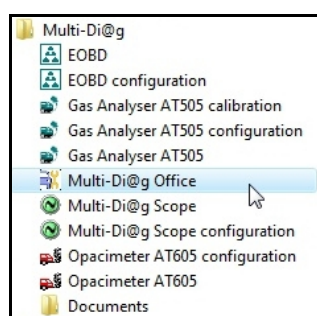 Multi-Di@g
EOBD
EOBD configuration
Gas Analyser AT505 calibration
Gas Analyser AT505 configuration
Gas Analyser AT505
Multi-Di@g Office
Multi-Di@g Scope
Multi-Di@g Scope configuration
Opacimeter AT605 configuration
Opacimeter AT605
Documents